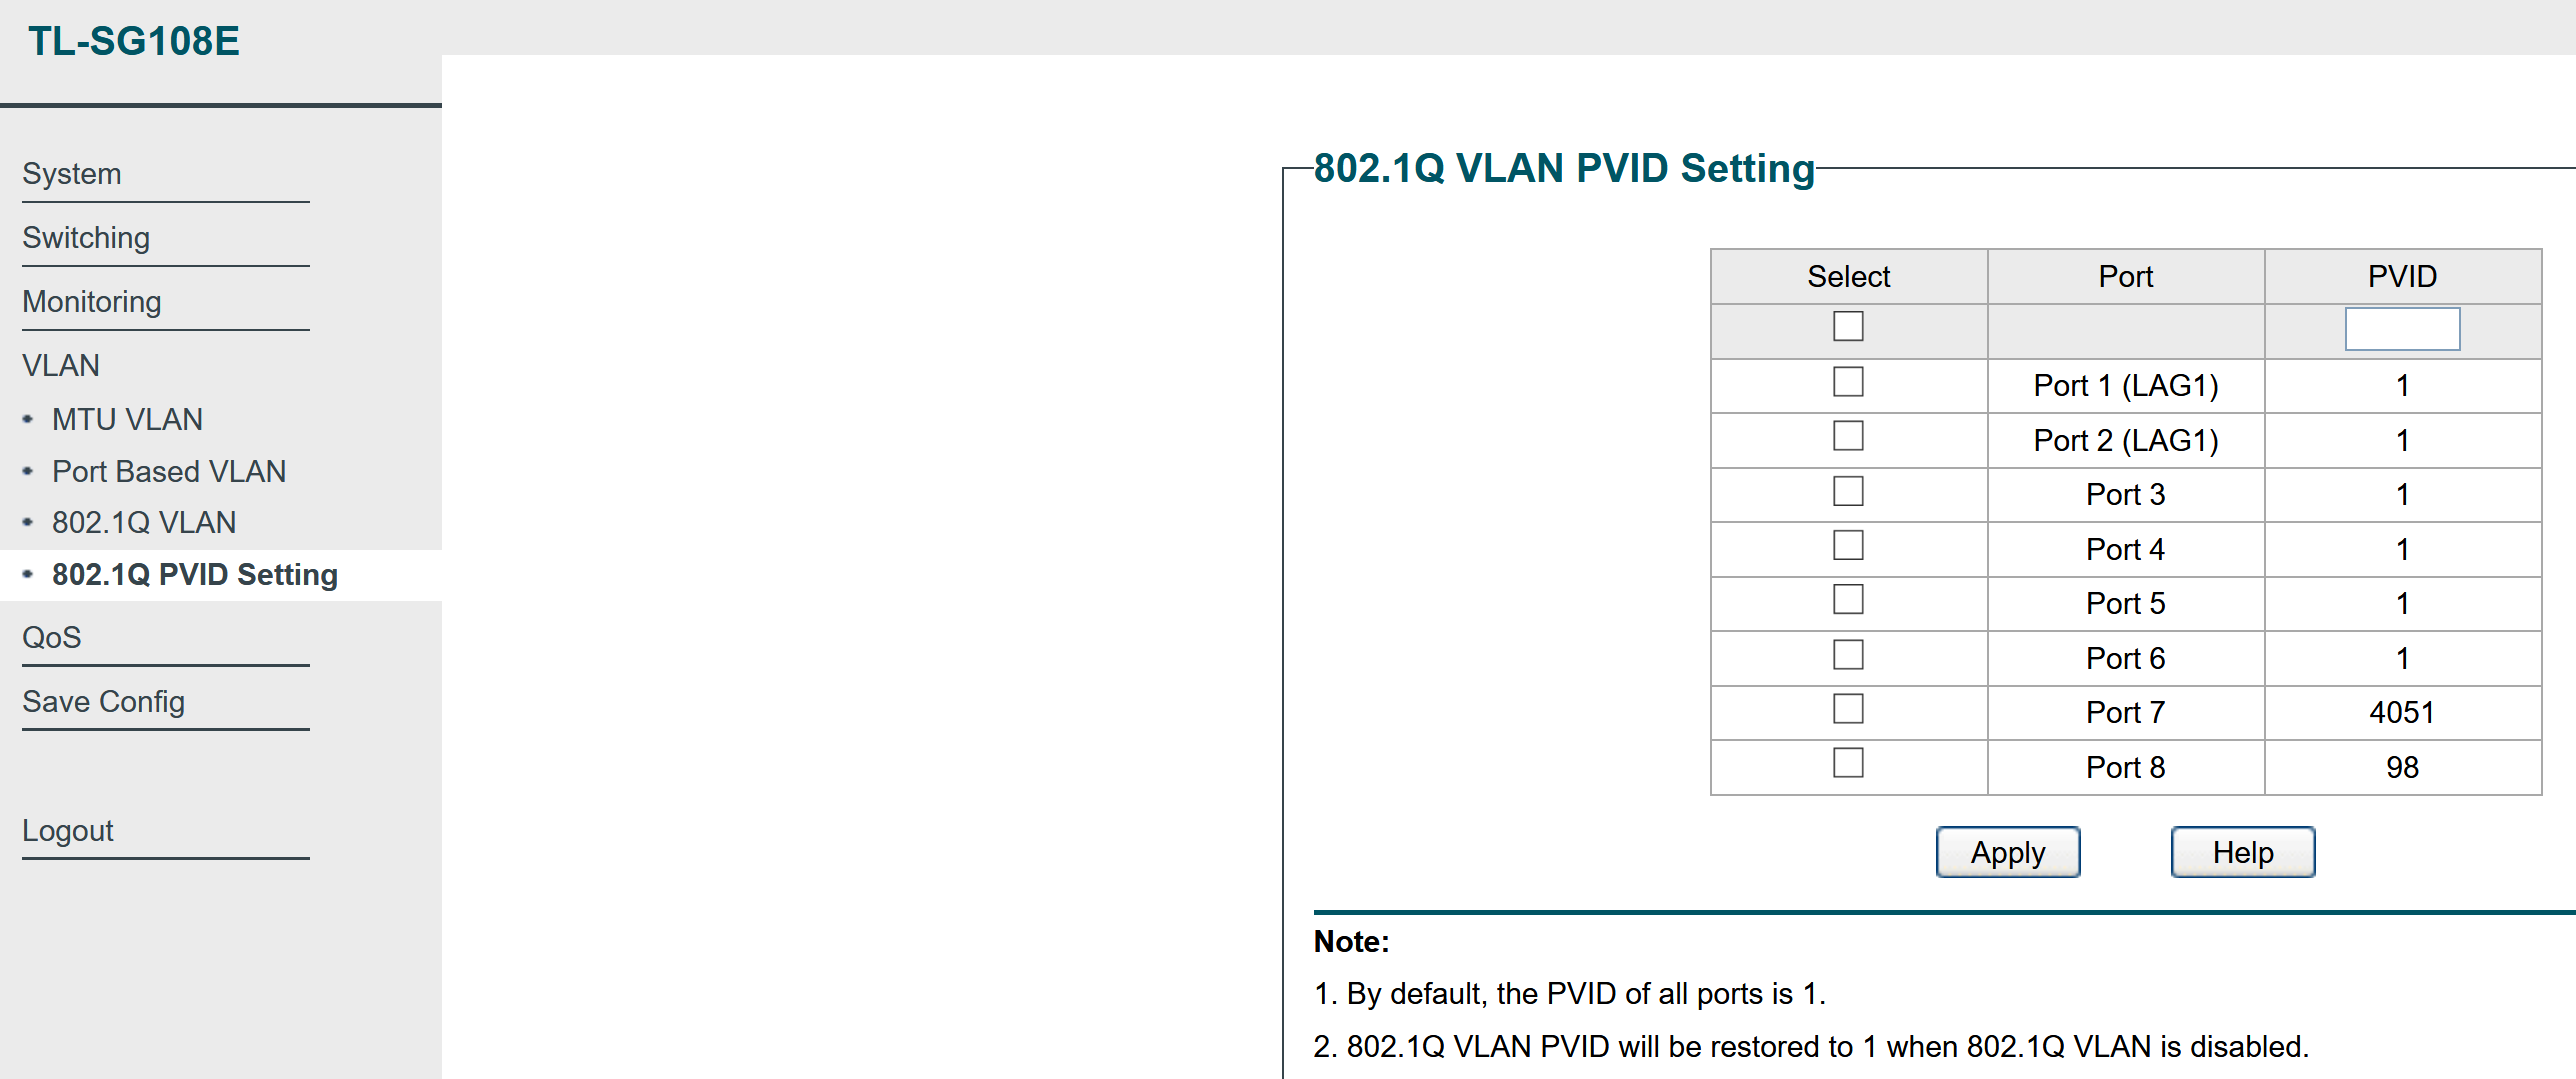 TL-SG108E
System
Switching
Monitoring
VLAN
MTU VLAN
Port Based VLAN
802.1Q VLAN
802.1Q PVID Setting
QoS
Save Config
Logout
802.1Q VLAN PVID Setting
Select Port PVID
Port 1 (LAG1) 1
Port 2 (LAG1) 1
Port 3 1
Port 4 1
Port 5 1
Port 6 1
Port 7 4051
Port 8 98
Apply Help
Note:
1. By default, the PVID of all ports is 1.
2. 802.1Q VLAN PVID will be restored to 1 when 802.1Q VLAN is disabled.